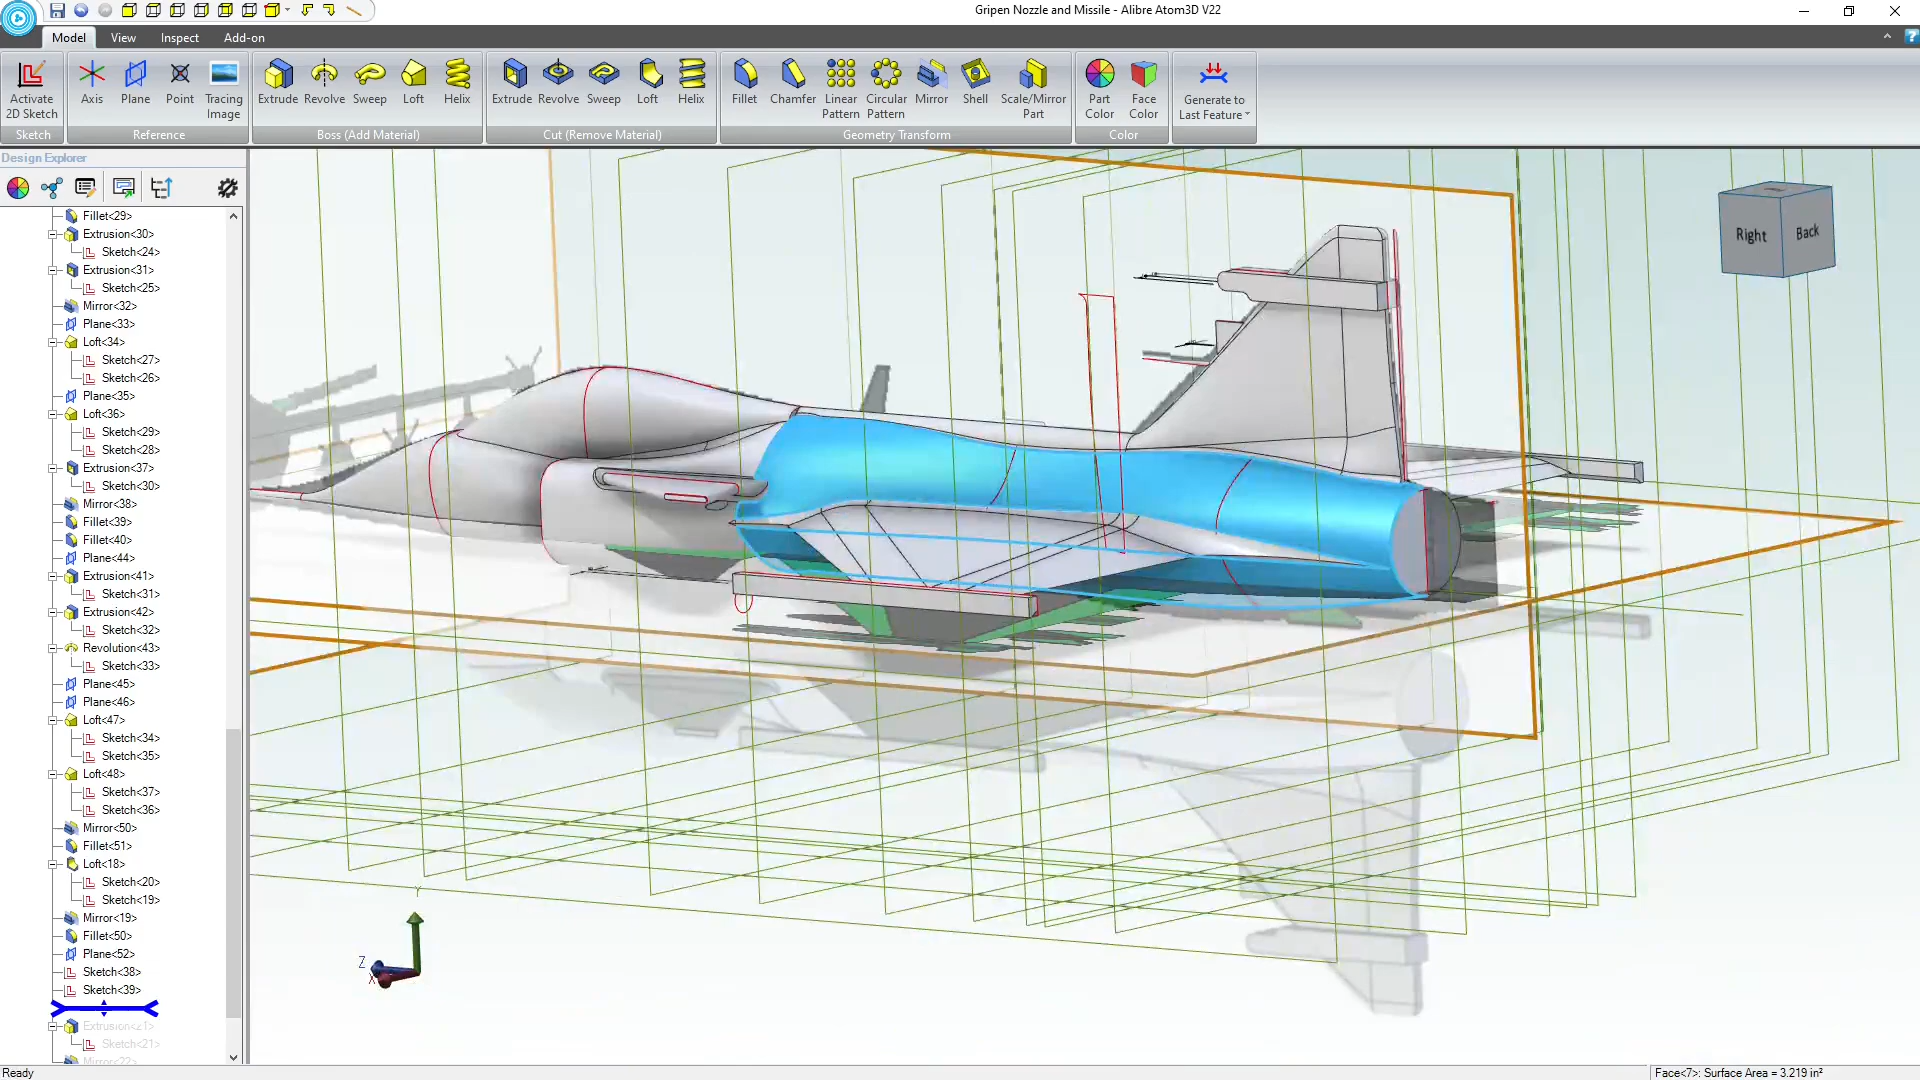 Gripen Nozzle and Missile - Alibre Atom3D V22
Model View Inspect Add-on
Activate 2D Sketch
Axis Plane Point Tracing Image
Extrude Revolve Sweep Loft Helix
Extrude Revolve Sweep Loft Helix
Fillet Chamfer Linear Pattern Circular Pattern Mirror Shell Scale/Mirror Part
Part Color Face Color
Generate to Last Feature
Sketch Reference Boss (Add Material) Cut (Remove Material) Geometry Transform Color
Design Explorer
Fillet<29>
Extrusion<30>
Sketch<24>
Extrusion<31>
Sketch<25>
Mirror<32>
Plane<33>
Loft<34>
Sketch<27>
Sketch<26>
Plane<35>
Loft<36>
Sketch<29>
Sketch<28>
Extrusion<37>
Sketch<30>
Mirror<38>
Fillet<39>
Fillet<40>
Plane<44>
Extrusion<41>
Sketch<31>
Extrusion<42>
Sketch<32>
Revolution<43>
Sketch<33>
Plane<45>
Plane<46>
Loft<47>
Sketch<34>
Sketch<35>
Loft<48>
Sketch<37>
Sketch<36>
Mirror<50>
Fillet<51>
Loft<18>
Sketch<20>
Sketch<19>
Mirror<19>
Fillet<50>
Plane<52>
Sketch<38>
Sketch<39>
Extrusion<21>
Sketch<21>
Mirror<22>
Right Back
Y
Z
X
Ready
Face<7>: Surface Area = 3.219 in²